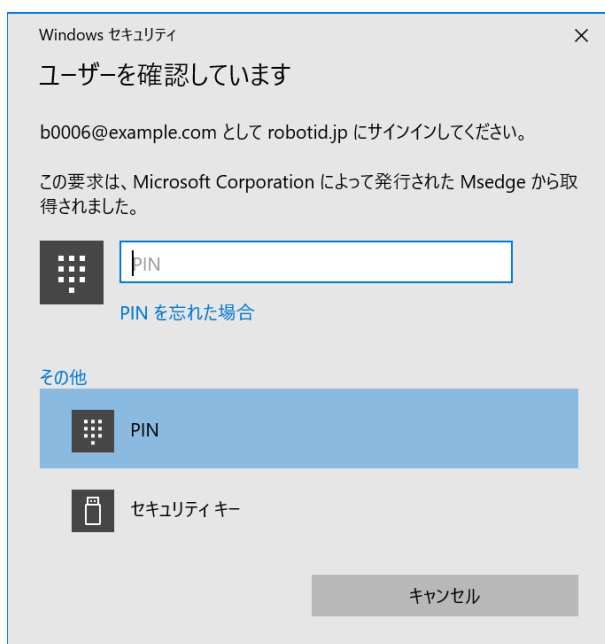 Windows セキュリティ
ユーザーを確認しています
b0006@example.com として robotid.jp にサインインしてください。
この要求は、Microsoft Corporation によって発行された Msedge から取
得されました。
PIN
PIN を忘れた場合
その他
PIN
セキュリティ キー
キャンセル